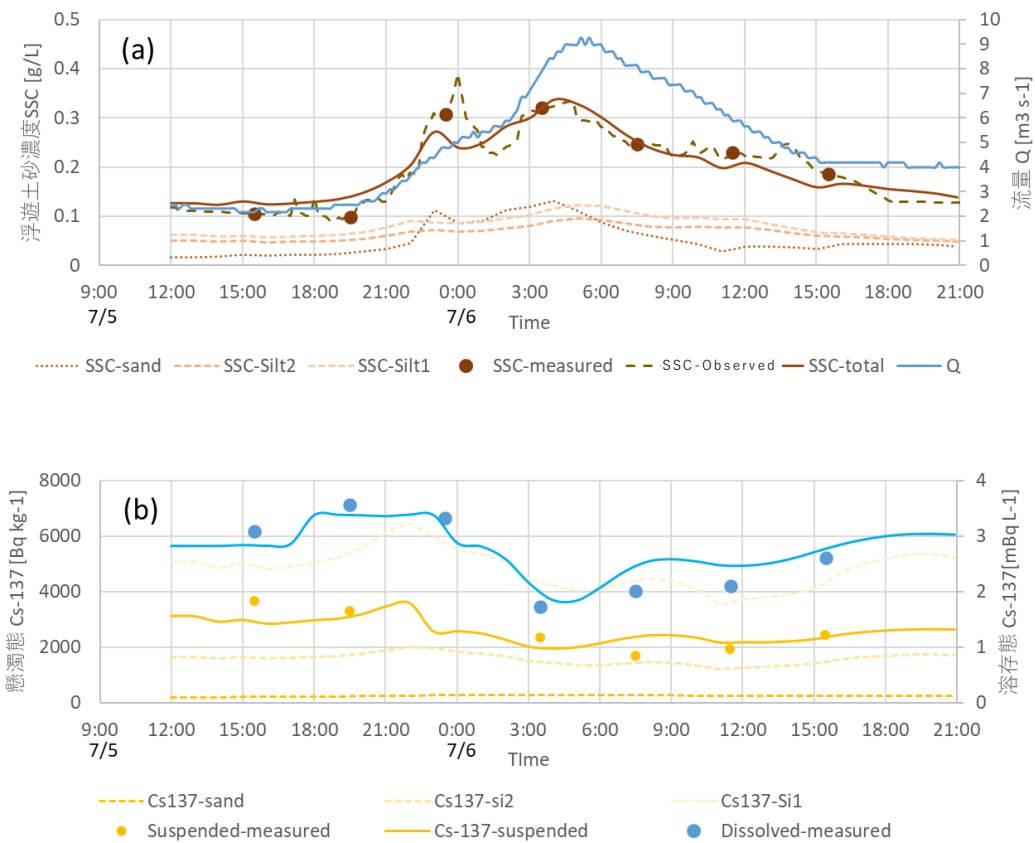 (a)
浮遊土砂濃度SSC [g/L]
0.5
0.4
0.3
0.2
0.1
0
流量 Q [m3 s-1]
10
9
8
7
6
5
4
3
2
1
0
9:00 12:00 15:00 18:00 21:00 0:00 3:00 6:00 9:00 12:00 15:00 18:00 21:00
7/5 7/6
Time
SSC-sand SSC-Silt2 SSC-Silt1 SSC-measured SSC-Observed SSC-total Q
(b)
懸濁態 Cs-137 [Bq kg-1]
8000
6000
4000
2000
0
溶存態 Cs-137[mBq L-1]
4
3
2
1
0
9:00 12:00 15:00 18:00 21:00 0:00 3:00 6:00 9:00 12:00 15:00 18:00 21:00
7/5 7/6
TIme
Cs137-sand Cs137-si2 Cs137-Si1
Suspended-measured Cs-137-suspended Dissolved-measured